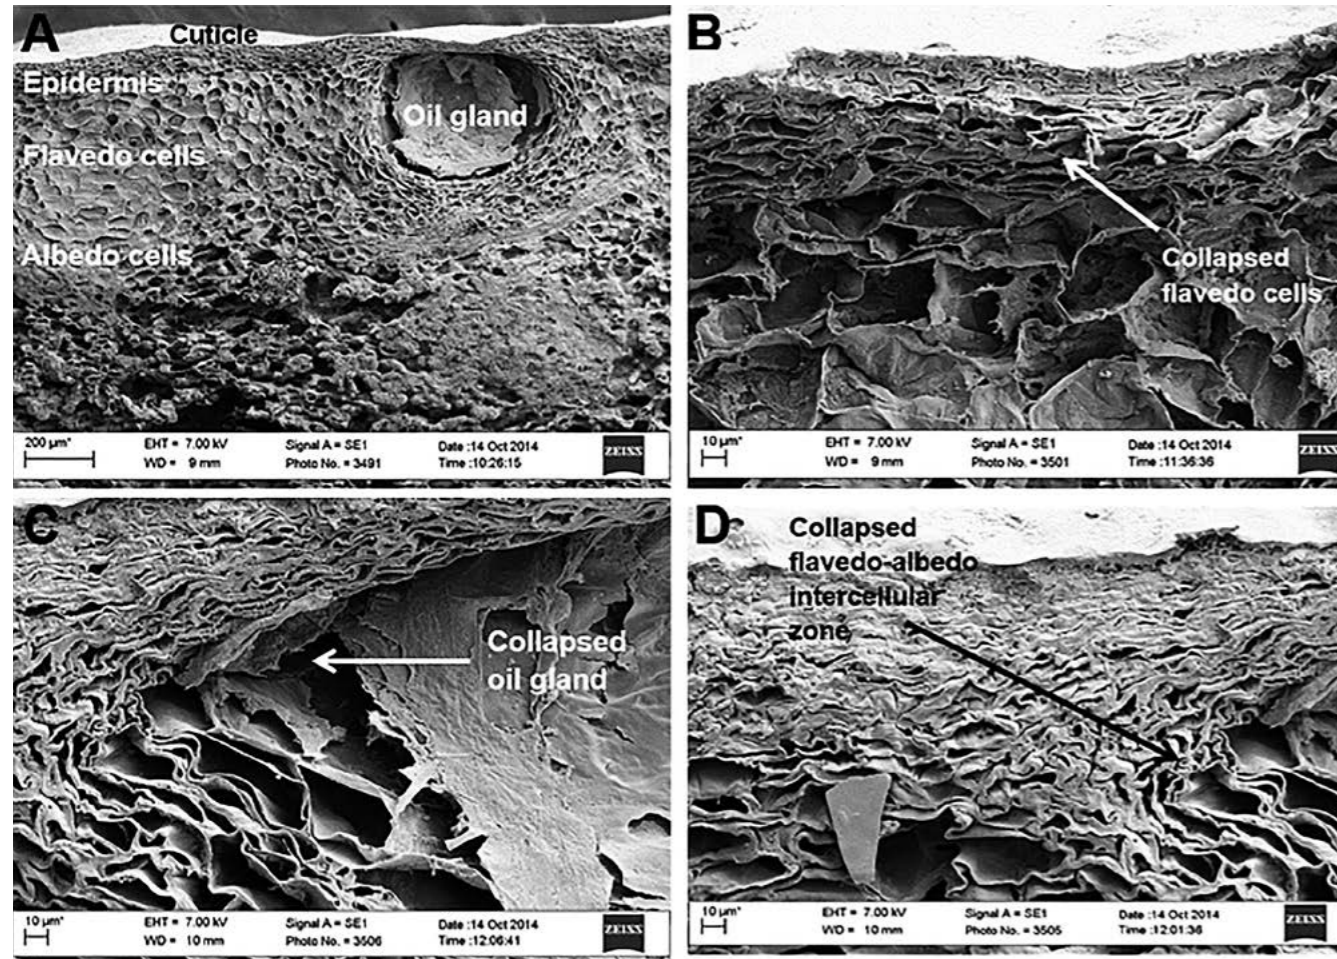 A
Cuticle
Epidermis
Oil gland
Flavedo cells
Albedo cells
200 µm*
EHT = 7.00 kV
Signal A = SE1
Date :14 Oct 2014
WD = 9 mm
Photo No. = 3491
Time :10:26:15
ZEISS
B
Collapsed
flavedo cells
10 µm*
EHT = 7.00 kV
Signal A = SE1
Date :14 Oct 2014
WD = 9 mm
Photo No. = 3501
Time :11:36:36
ZEISS
C
Collapsed
oil gland
10 µm*
EHT = 7.00 kV
Signal A = SE1
Date :14 Oct 2014
WD = 10 mm
Photo No. = 3506
Time :12:06:41
ZEISS
D
Collapsed
flavedo-albedo
intercellular
zone
10 µm*
EHT = 7.00 kV
Signal A = SE1
Date :14 Oct 2014
WD = 10 mm
Photo No. = 3505
Time :12:01:36
ZEISS